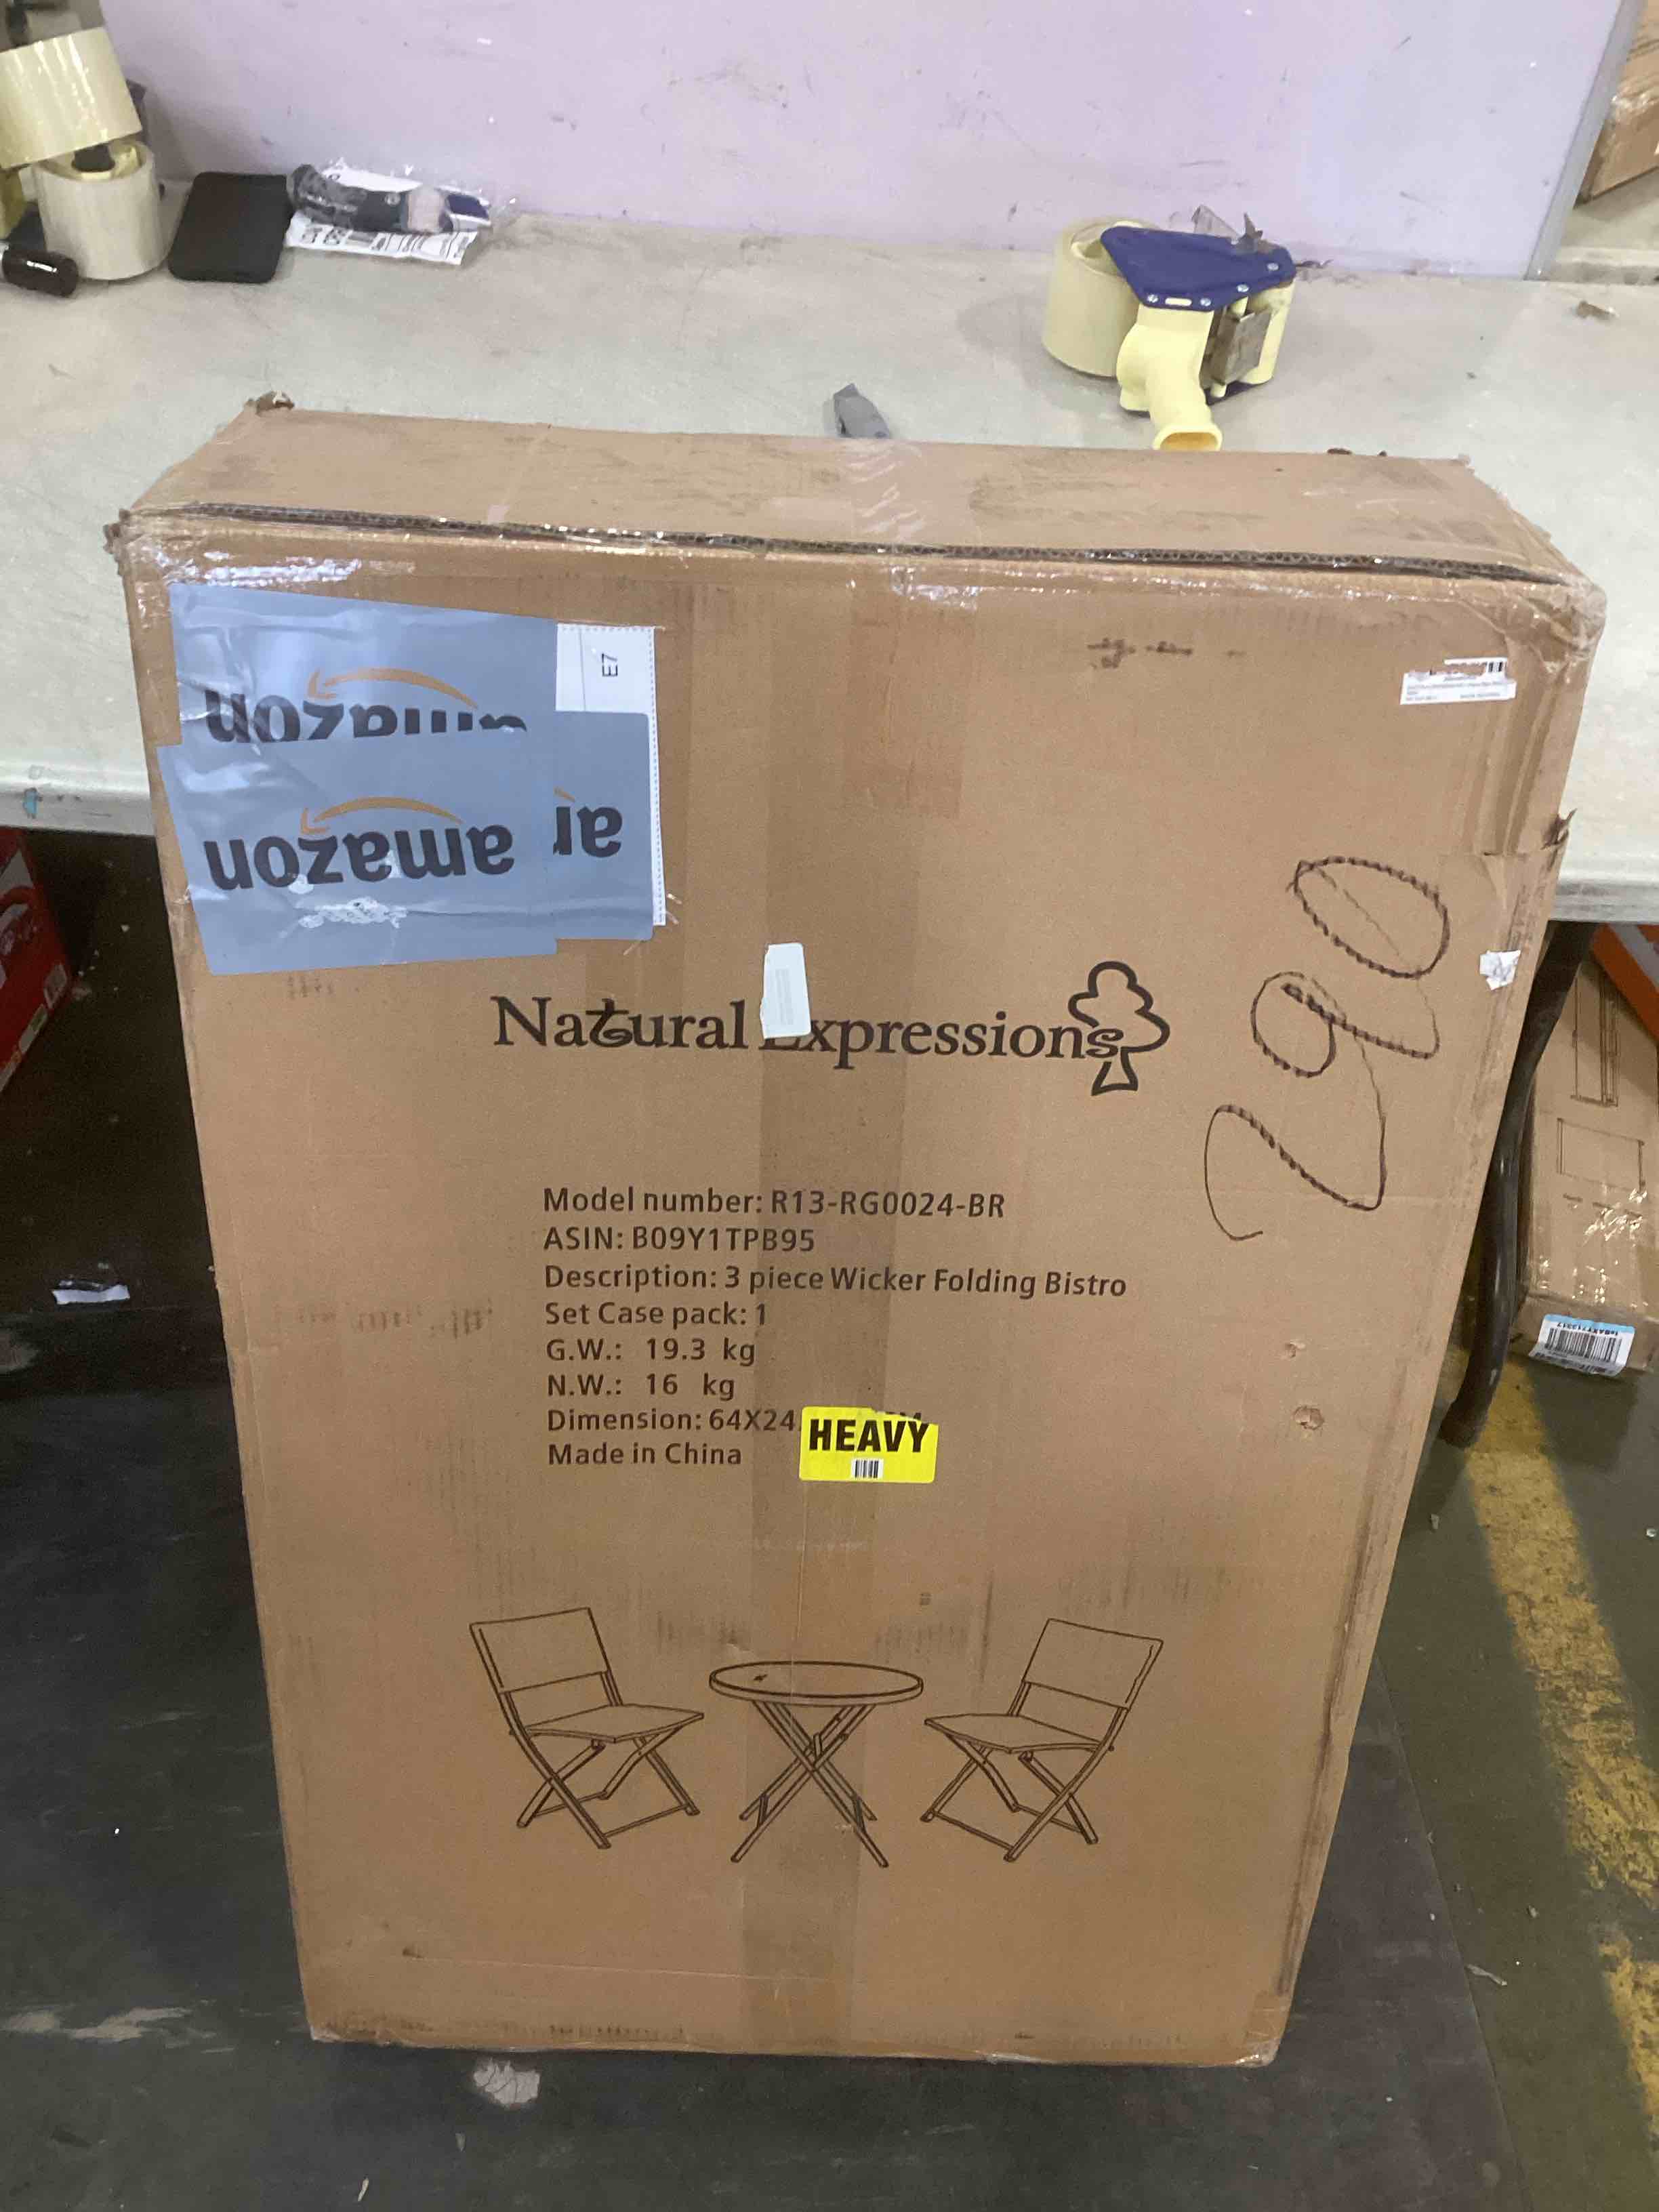 amazon
E7
amazon
Natural Expressions
290
Model number: R13-RG0024-BR
ASIN: B09Y1TPB95
Description: 3 piece Wicker Folding Bistro
Set Case pack: 1
G.W.: 19.3 kg
N.W.: 16 kg
Dimension: 64X24
HEAVY
Made in China